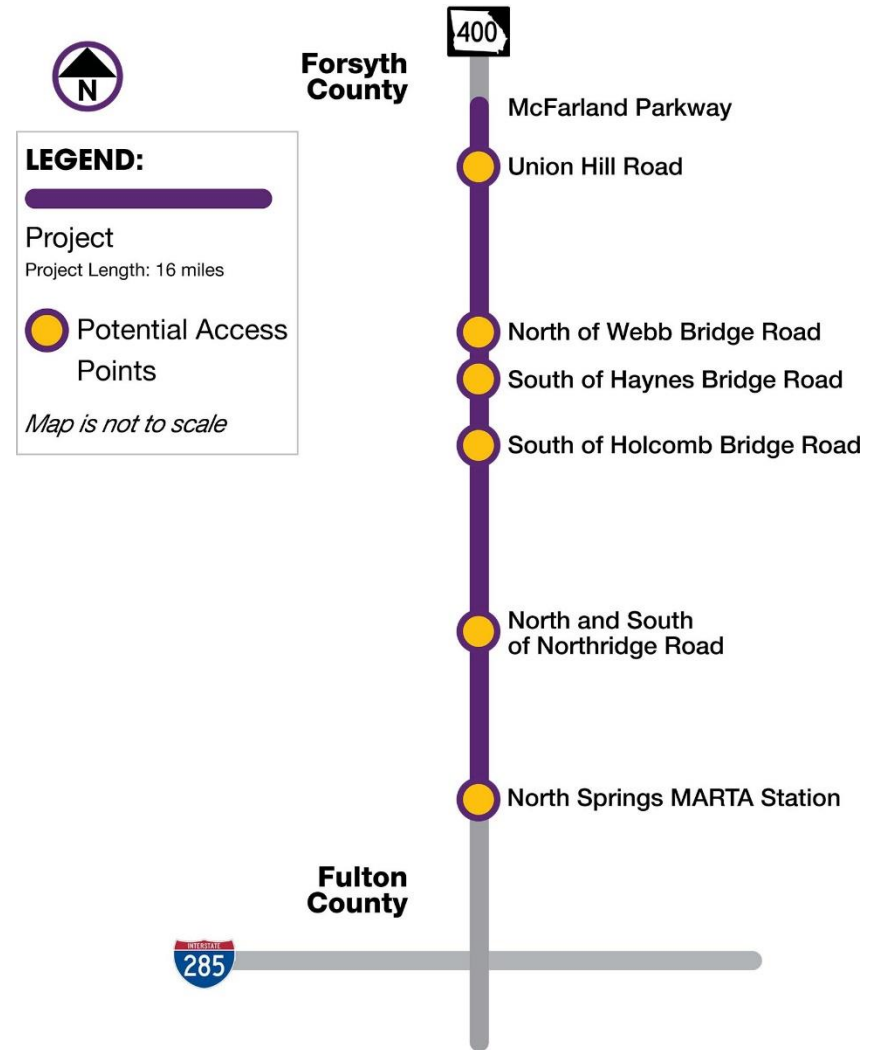 400
Forsyth
County
N
McFarland Parkway
LEGEND:
Union Hill Road
Project
Project Length: 16 miles
Potential Access
Points
North of Webb Bridge Road
South of Haynes Bridge Road
Map is not to scale
South of Holcomb Bridge Road
North and South
of Northridge Road
North Springs MARTA Station
Fulton
County
INTERSTATE
285